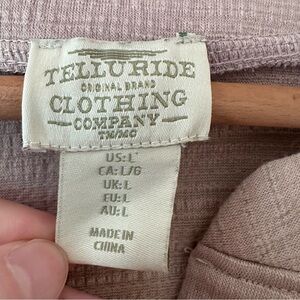 TELLURIDE
ORIGINAL BRAND
CLOTHING
COMPANY
TM/MC
US: L
CA: L/G
UK: L
EU: L
AU: L
MADE IN
CHINA